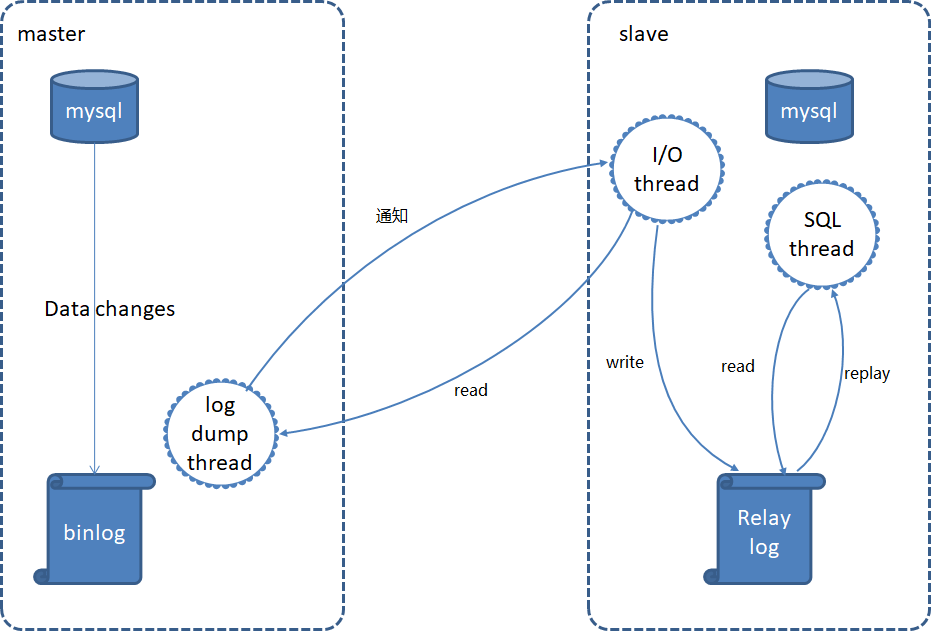 master
mysql
Data changes
log
dump
thread
binlog
通知
read
slave
I/O
thread
mysql
SQL
thread
write
read
replay
Relay
log